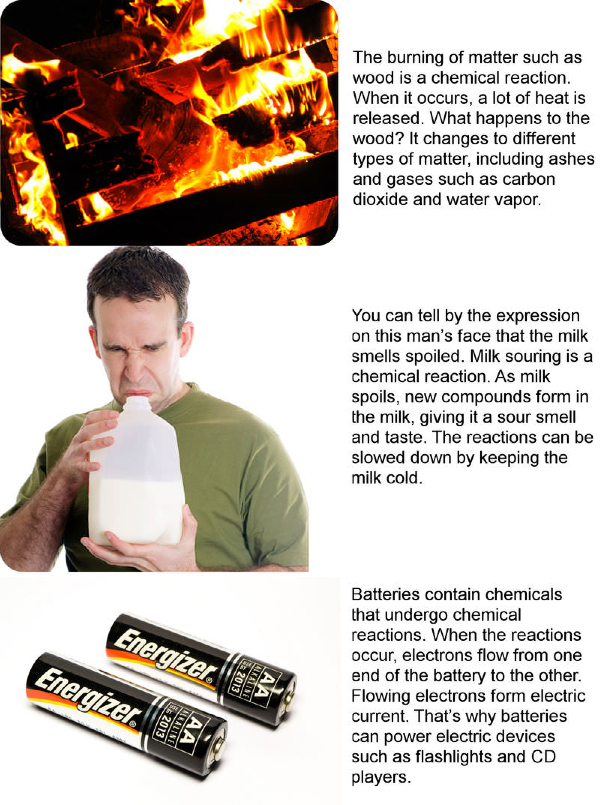 The burning of matter such as
wood is a chemical reaction.
When it occurs, a lot of heat is
released. What happens to the
wood? It changes to different
types of matter, including ashes
and gases such as carbon
dioxide and water vapor.
You can tell by the expression
on this man's face that the milk
smells spoiled. Milk souring is a
chemical reaction. As milk
spoils, new compounds form in
the milk, giving it a sour smell
and taste. The reactions can be
slowed down by keeping the
milk cold.
Energizer®
AA
ALKALINE
2013
Energizer®
AA
ALKALINE
2013
Batteries contain chemicals
that undergo chemical
reactions. When the reactions
occur, electrons flow from one
end of the battery to the other.
Flowing electrons form electric
current. That's why batteries
can power electric devices
such as flashlights and CD
players.